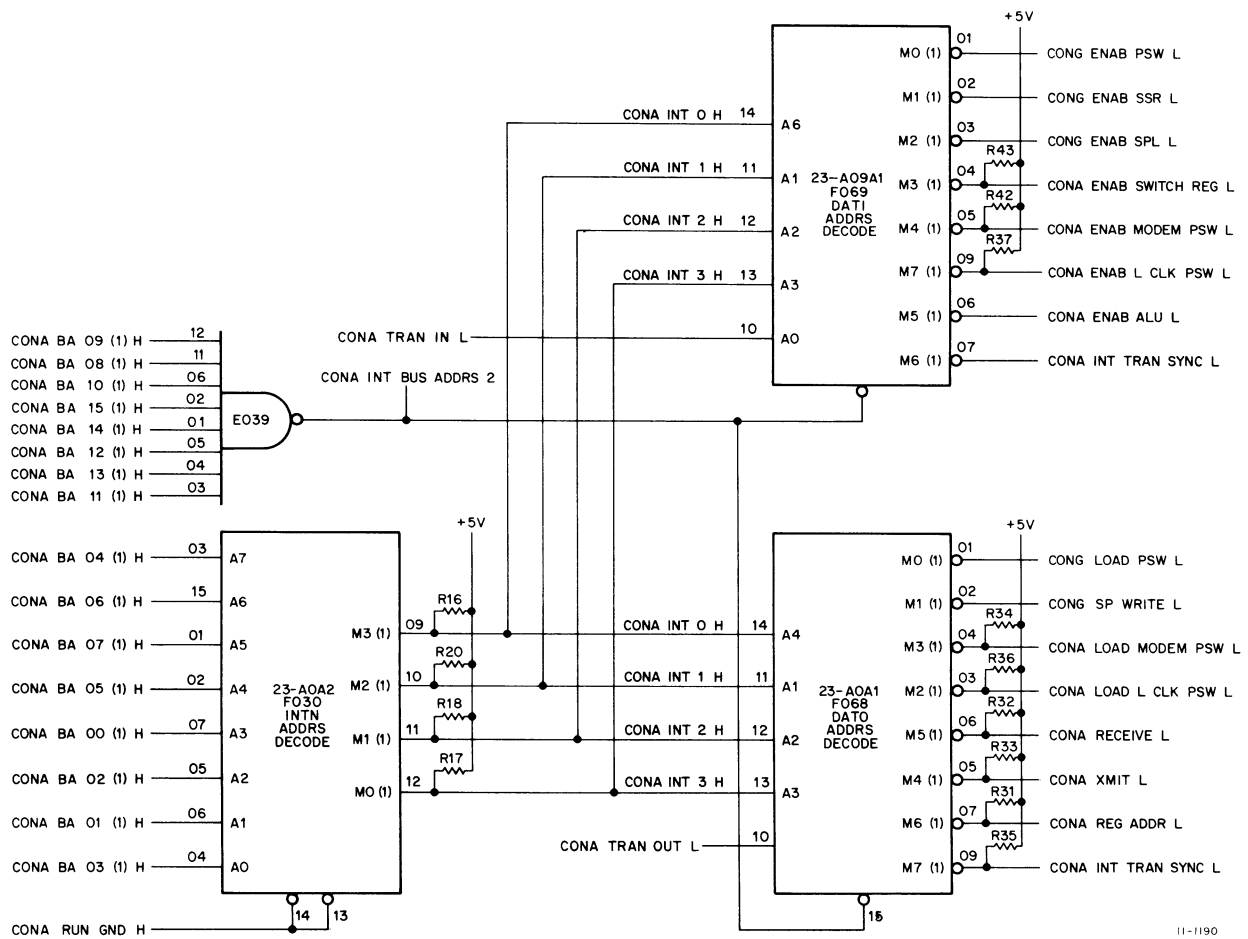 +5V
CONA INT 0 H 14 A6
CONA INT 1 H 11 A1
CONA INT 2 H 12 A2
CONA INT 3 H 13 A3
CONA TRAN IN L 10 A0
23-A09A1
F069
DATI
ADDRS
DECODE
M0 (1) 01 CONG ENAB PSW L
M1 (1) 02 CONG ENAB SSR L
M2 (1) 03 CONG ENAB SPL L
R43
M3 (1) 04 CONA ENAB SWITCH REG L
R42
M4 (1) 05 CONA ENAB MODEM PSW L
R37
M7 (1) 09 CONA ENAB L CLK PSW L
M5 (1) 06 CONA ENAB ALU L
M6 (1) 07 CONA INT TRAN SYNC L
CONA BA 09 (1) H 12
CONA BA 08 (1) H 11
CONA BA 10 (1) H 06
CONA BA 15 (1) H 02
CONA BA 14 (1) H 01
CONA BA 12 (1) H 05
CONA BA 13 (1) H 04
CONA BA 11 (1) H 03
E039
CONA INT BUS ADDRS 2
CONA BA 04 (1) H 03 A7
CONA BA 06 (1) H 15 A6
CONA BA 07 (1) H 01 A5
CONA BA 05 (1) H 02 A4
CONA BA 00 (1) H 07 A3
CONA BA 02 (1) H 05 A2
CONA BA 01 (1) H 06 A1
CONA BA 03 (1) H 04 A0
CONA RUN GND H 14 13
23-A0A2
F030
INTN
ADDRS
DECODE
+5V
R16
M3 (1) 09
R20
M2 (1) 10
R18
M1 (1) 11
R17
M0 (1) 12
CONA INT 0 H 14 A4
CONA INT 1 H 11 A1
CONA INT 2 H 12 A2
CONA INT 3 H 13 A3
CONA TRAN OUT L 10
23-A0A1
F068
DATO
ADDRS
DECODE
15
+5V
M0 (1) 01 CONG LOAD PSW L
M1 (1) 02 CONG SP WRITE L
R34
M3 (1) 04 CONA LOAD MODEM PSW L
R36
M2 (1) 03 CONA LOAD L CLK PSW L
R32
M5 (1) 06 CONA RECEIVE L
R33
M4 (1) 05 CONA XMIT L
R31
M6 (1) 07 CONA REG ADDR L
R35
M7 (1) 09 CONA INT TRAN SYNC L
11-1190